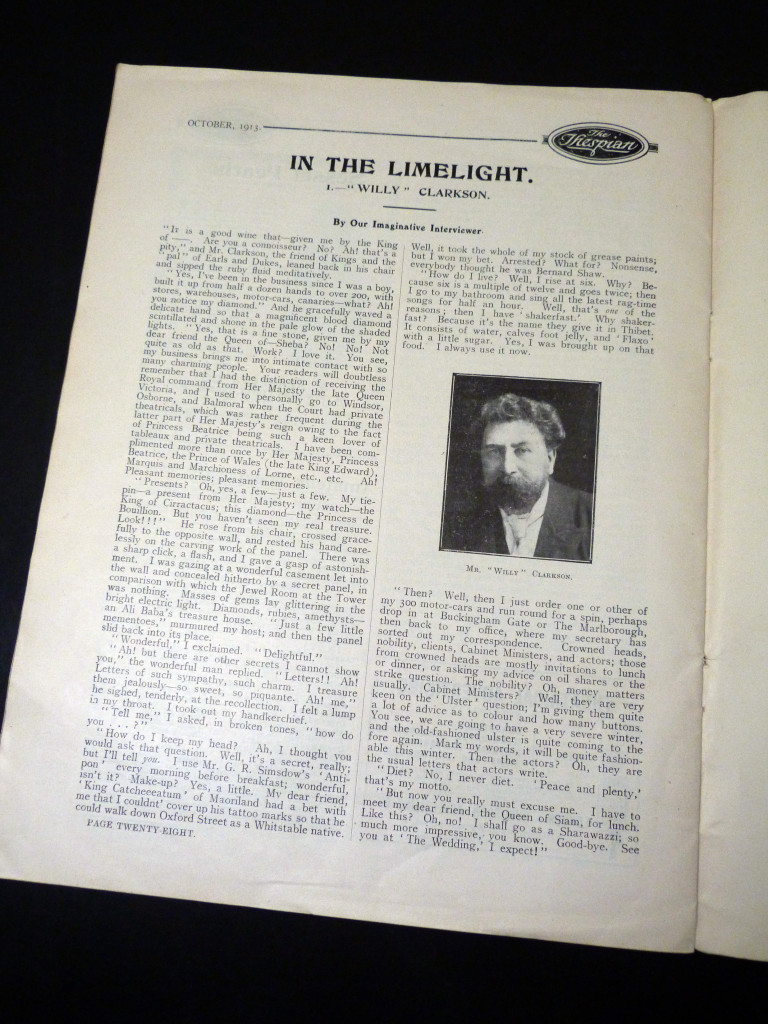 OCTOBER, 1913.
The Thespian
IN THE LIMELIGHT.
1.—"WILLY" CLARKSON.
By Our Imaginative Interviewer.
"It is a good wine that—given me by the King
of ——. Are you a connoisseur? No? Ah! that's a
pity," and Mr. Clarkson, the friend of Kings and the
"pal" of Earls and Dukes, leaned back in his chair
and sipped the ruby fluid meditatively.
"Yes, I've been in the business since I was a boy,
built it up from half a dozen hands to over 200, with
stores, warehouses, motor-cars, canaries—what? Ah!
you notice my diamond." And he gracefully waved a
delicate hand so that a magnificent blood diamond
scintillated and shone in the pale glow of the shaded
lights. "Yes, that is a fine stone, given me by my
dear friend the Queen of—Sheba? No! No! Not
quite as old as that. Work? I love it. You see,
my business brings me into intimate contact with so
many charming people. Your readers will doubtless
remember that I had the distinction of receiving the
Royal command from Her Majesty the late Queen
Victoria, and I used to personally go to Windsor,
Osborne, and Balmoral when the Court had private
theatricals, which was rather frequent during the
latter part of Her Majesty's reign owing to the fact
of Princess Beatrice being such a keen lover of
tableaux and private theatricals. I have been com-
plimented more than once by Her Majesty, Princess
Beatrice, the Prince of Wales (the late King Edward),
Marquis and Marchioness of Lorne, etc., etc. Ah!
Pleasant memories; pleasant memories.
"Presents? Oh, yes, a few—just a few. My tie-
pin—a present from Her Majesty; my watch—the
King of Cirractacus; this diamond—the Princess de
Bouillion. But you haven't seen my real treasure.
Look!!!" He rose from his chair, crossed grace-
fully to the opposite wall, and rested his hand care-
lessly on the carving work of the panel. There was
a sharp click, a flash, and I gave a gasp of astonish-
ment. I was gazing at a wonderful casement let into
the wall and concealed hitherto by a secret panel, in
comparison with which the Jewel Room at the Tower
was nothing. Masses of gems lay glittering in the
bright electric light. Diamonds, rubies, amethysts—
an Ali Baba's treasure house. "Just a few little
mementoes," murmured my host; and then the panel
slid back into its place.
"Wonderful," I exclaimed. "Delightful."
"Ah! but there are other secrets I cannot show
you," the wonderful man replied. "Letters!! Ah!
Letters of such sympathy, such charm. I treasure
them jealously—so sweet, so piquante. Ah! me,"
he sighed, tenderly, at the recollection. I felt a lump
in my throat. I took out my handkerchief.
"Tell me," I asked, in broken tones, "how do
you . . . ?"
"How do I keep my head? Ah, I thought you
would ask that question. Well, it's a secret, really;
but I'll tell you. I use Mr. G. R. Simsdow's 'Anti-
pon' every morning before breakfast; wonderful,
isn't it? Make-up? Yes, a little. My dear friend,
'King Catcheeeatum' of Maoriland had a bet with
me that I couldnt' cover up his tattoo marks so that he
could walk down Oxford Street as a Whitstable native.
PAGE TWENTY-EIGHT.
Well, it took the whole of my stock of grease paints;
but I won my bet. Arrested? What for? Nonsense,
everybody thought he was Bernard Shaw.
"How do I live? Well, I rise at six. Why? Be-
cause six is a multiple of twelve and goes twice; then
I go to my bathroom and sing all the latest rag-time
songs for half an hour. Well, that's one of the
reasons; then I have 'shakerfast.' Why shaker-
fast? Because it's the name they give it in Thibet.
It consists of water, calves foot jelly, and 'Flaxo'
with a little sugar. Yes, I was brought up on that
food. I always use it now.
MR. "WILLY" CLARKSON.
"Then? Well, then I just order one or other of
my 300 motor-cars and run round for a spin, perhaps
drop in at Buckingham Gate or The Marlborough,
then back to my office, where my secretary has
sorted out my correspondence. Crowned heads,
nobility, clients, Cabinet Ministers, and actors; those
from crowned heads are mostly invitations to lunch
or dinner, or asking my advice on oil shares or the
strike question. The nobility? Oh, money matters
usually. Cabinet Ministers? Well, they are very
keen on the 'Ulster' question; I'm giving them quite
a lot of advice as to colour and how many buttons.
You see, we are going to have a very severe winter,
and the old-fashioned ulster is quite coming to the
fore again. Mark my words, it will be quite fashion-
able this winter. Then the actors? Oh, they are
the usual letters that actors write.
"Diet? No, I never diet. 'Peace and plenty,'
that's my motto.
"But now you really must excuse me. I have to
meet my dear friend, the Queen of Siam, for lunch.
Like this? Oh, no! I shall go as a Sharawazzi; so
much more impressive, you know. Good-bye. See
you at 'The Wedding,' I expect!"